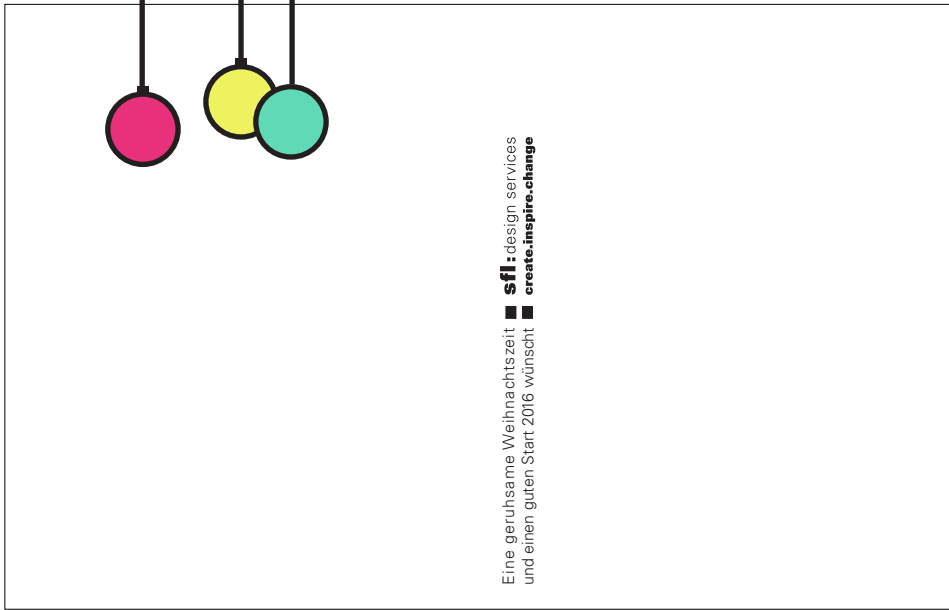 Eine geruhsame Weihnachtszeit ■ sfl:design services
und einen guten Start 2016 wünscht ■ create.inspire.change